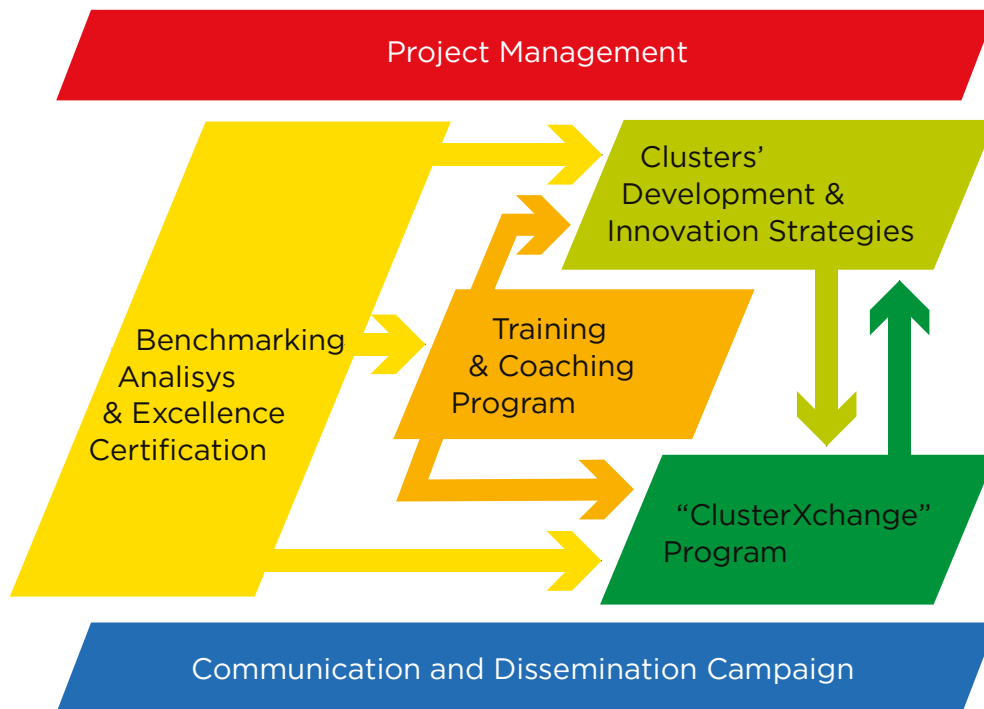 Project Management
Clusters’
Development &
Innovation Strategies
Benchmarking
Analisys
& Excellence
Certification
Training
& Coaching
Program
“ClusterXchange”
Program
Communication and Dissemination Campaign